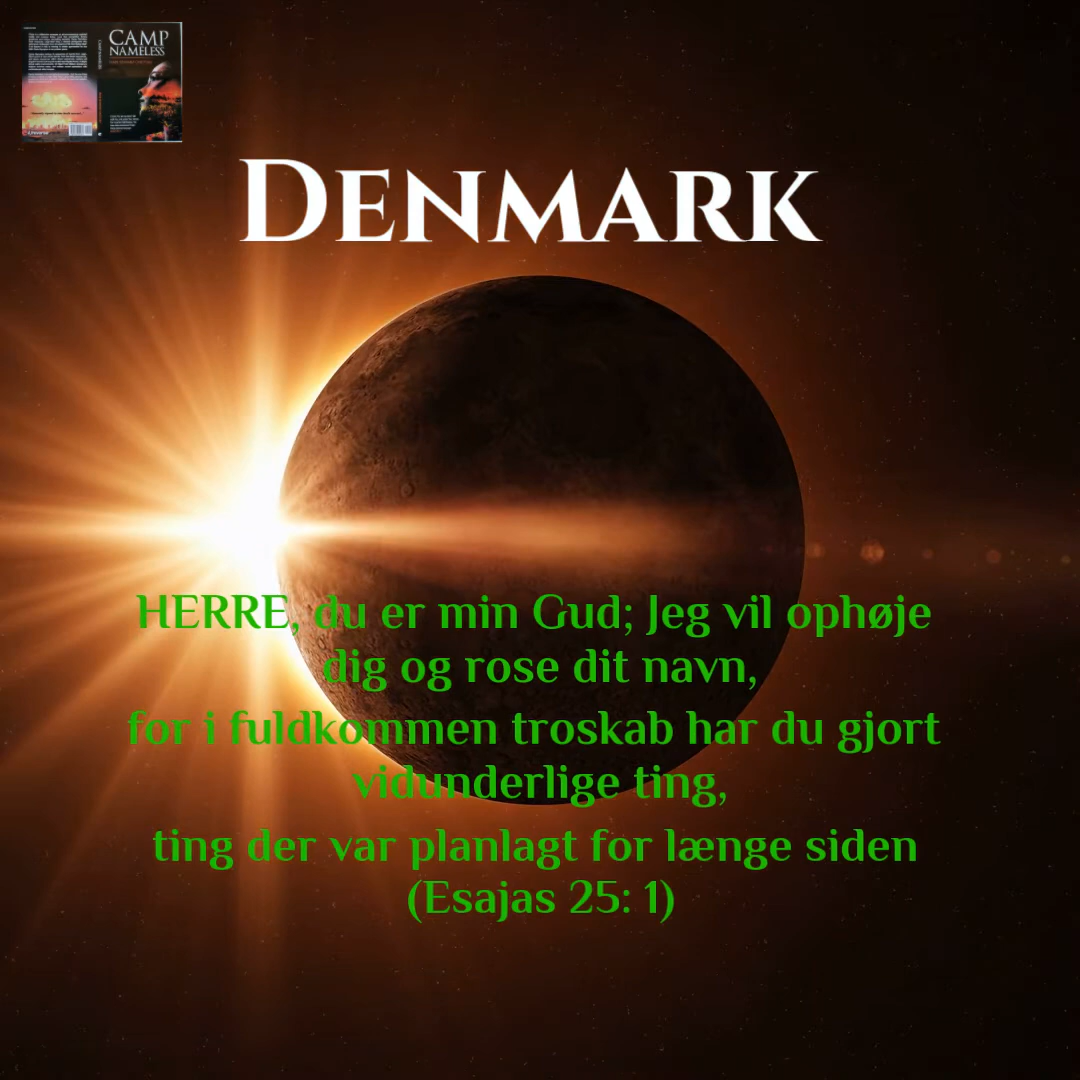 CAMP
NAMELESS
Denmark
HERRE, du er min Gud; Jeg vil ophøje
dig og rose dit navn,
for i fuldkommen troskab har du gjort
vidunderlige ting,
ting der var planlagt for længe siden
(Esajas 25: 1)